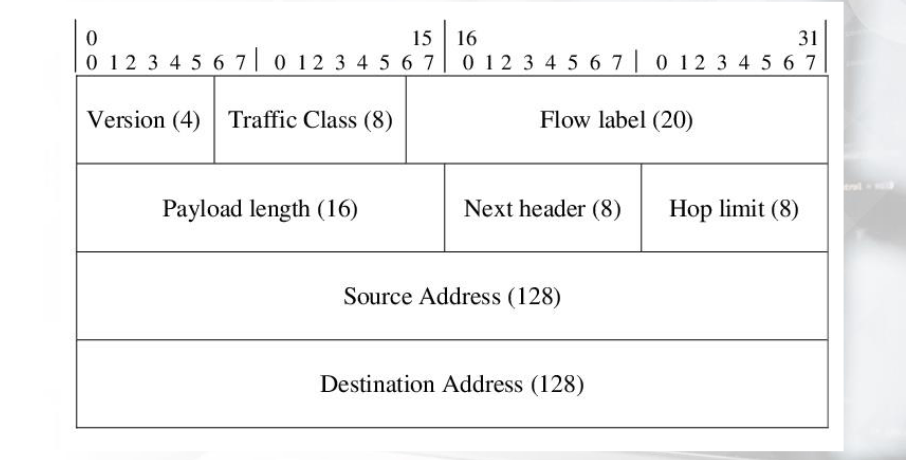 0 15 16 31
0 1 2 3 4 5 6 7 0 1 2 3 4 5 6 7 0 1 2 3 4 5 6 7 0 1 2 3 4 5 6 7
Version (4) Traffic Class (8) Flow label (20)
Payload length (16) Next header (8) Hop limit (8)
Source Address (128)
Destination Address (128)